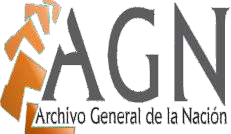 AGN
Archivo General de la Nación